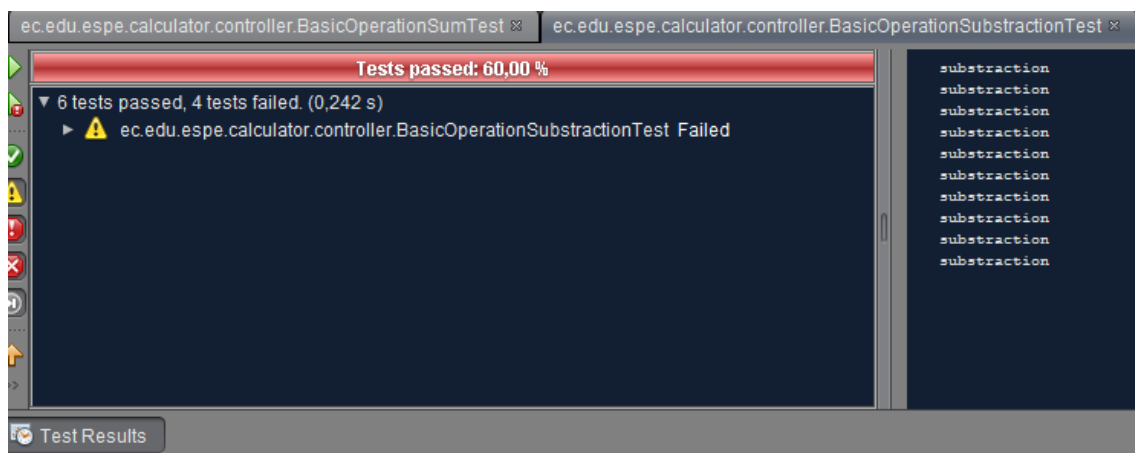 ec.edu.espe.calculator.controller.BasicOperationSumTest
ec.edu.espe.calculator.controller.BasicOperationSubstractionTest
Tests passed: 60,00 %
6 tests passed, 4 tests failed. (0,242 s)
ec.edu.espe.calculator.controller.BasicOperationSubstractionTest Failed
substraction
substraction
substraction
substraction
substraction
substraction
substraction
substraction
substraction
substraction
Test Results